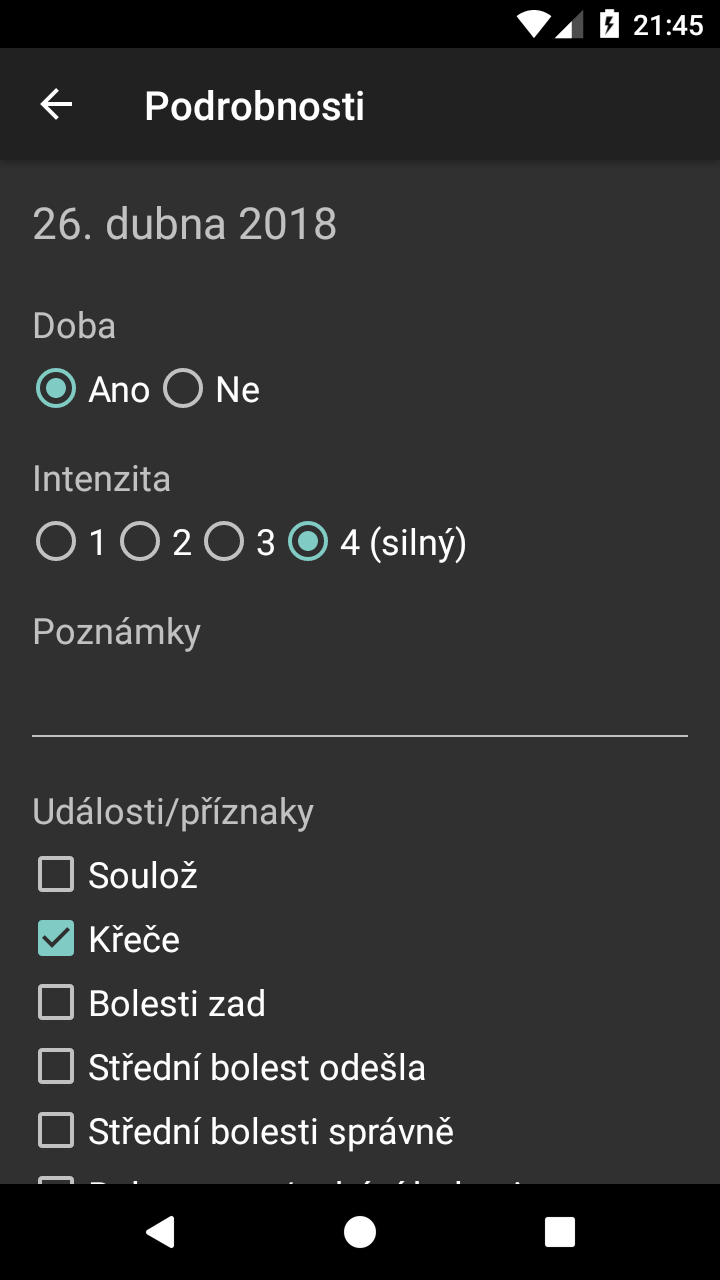 21:45
Podrobnosti
26. dubna 2018
Doba
Ano Ne
Intenzita
1 2 3 4 (silný)
Poznámky
Události/příznaky
Soulož
Křeče
Bolesti zad
Střední bolest odešla
Střední bolesti správně